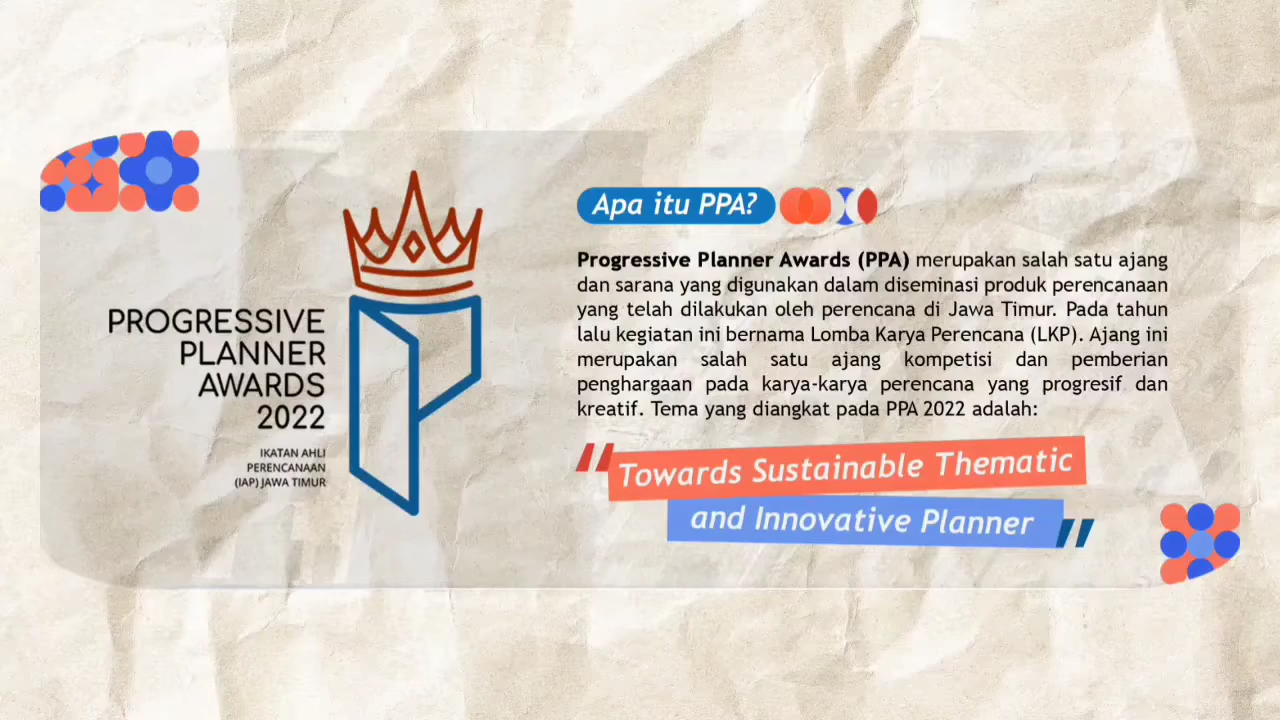 PROGRESSIVE
PLANNER
AWARDS
2022
IKATAN AHLI
PERENCANAAN
(IAP) JAWA TIMUR
Apa itu PPA?
Progressive Planner Awards (PPA) merupakan salah satu ajang
dan sarana yang digunakan dalam diseminasi produk perencanaan
yang telah dilakukan oleh perencana di Jawa Timur. Pada tahun
lalu kegiatan ini bernama Lomba Karya Perencana (LKP). Ajang ini
merupakan salah satu ajang kompetisi dan pemberian
penghargaan pada karya-karya perencana yang progresif dan
kreatif. Tema yang diangkat pada PPA 2022 adalah:
"Towards Sustainable Thematic
and Innovative Planner"